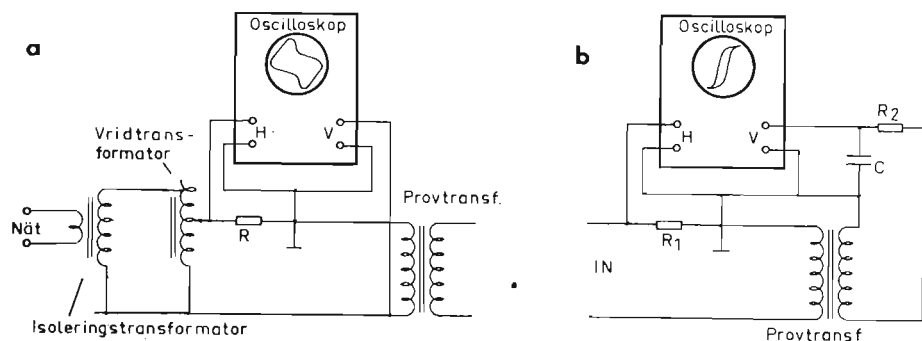 a
Oscilloskop
H
V
Vridtrans-
formator
Provtransf.
Nät
R
Isoleringstransformator
b
Oscilloskop
H
V
R2
C
R1
IN
Provtransf